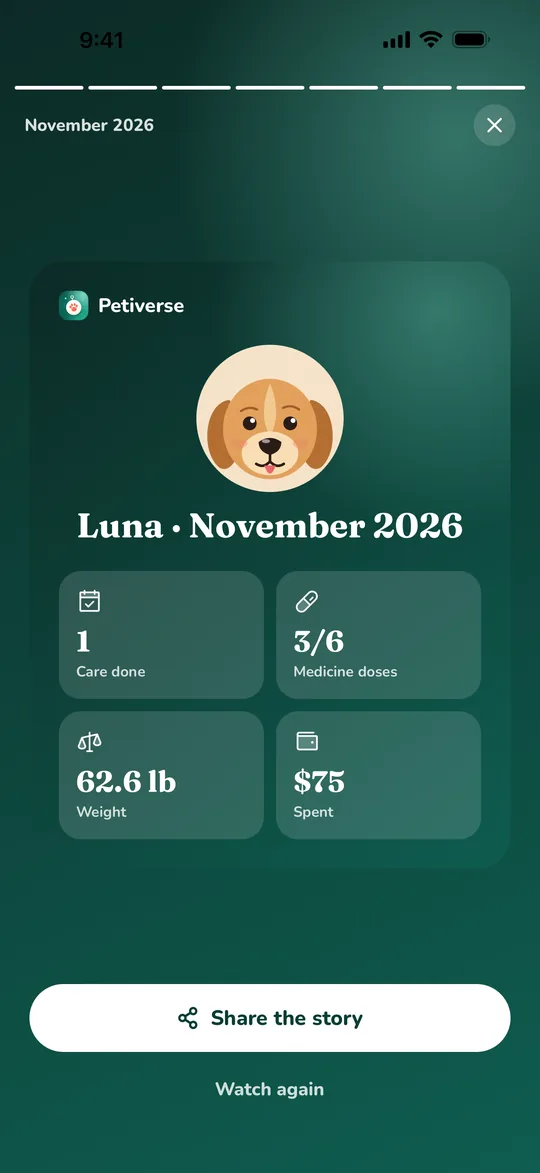 9:41
November 2026
Petiverse
Luna · November 2026
1
Care done
3/6
Medicine doses
62.6 lb
Weight
$75
Spent
Share the story
Watch again